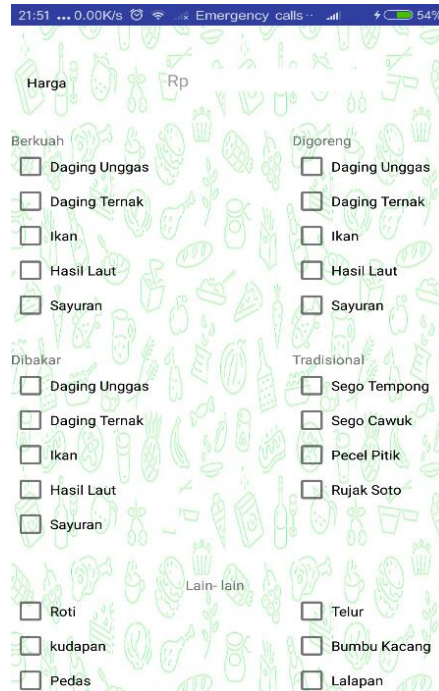 21:51 ... 0.00K/s Emergency calls ·· 54%
Harga Rp
Berkuah
Daging Unggas
Daging Ternak
Ikan
Hasil Laut
Sayuran
Digoreng
Daging Unggas
Daging Ternak
Ikan
Hasil Laut
Sayuran
Dibakar
Daging Unggas
Daging Ternak
Ikan
Hasil Laut
Sayuran
Tradisional
Sego Tempong
Sego Cawuk
Pecel Pitik
Rujak Soto
Lain- lain
Roti
kudapan
Pedas
Telur
Bumbu Kacang
Lalapan